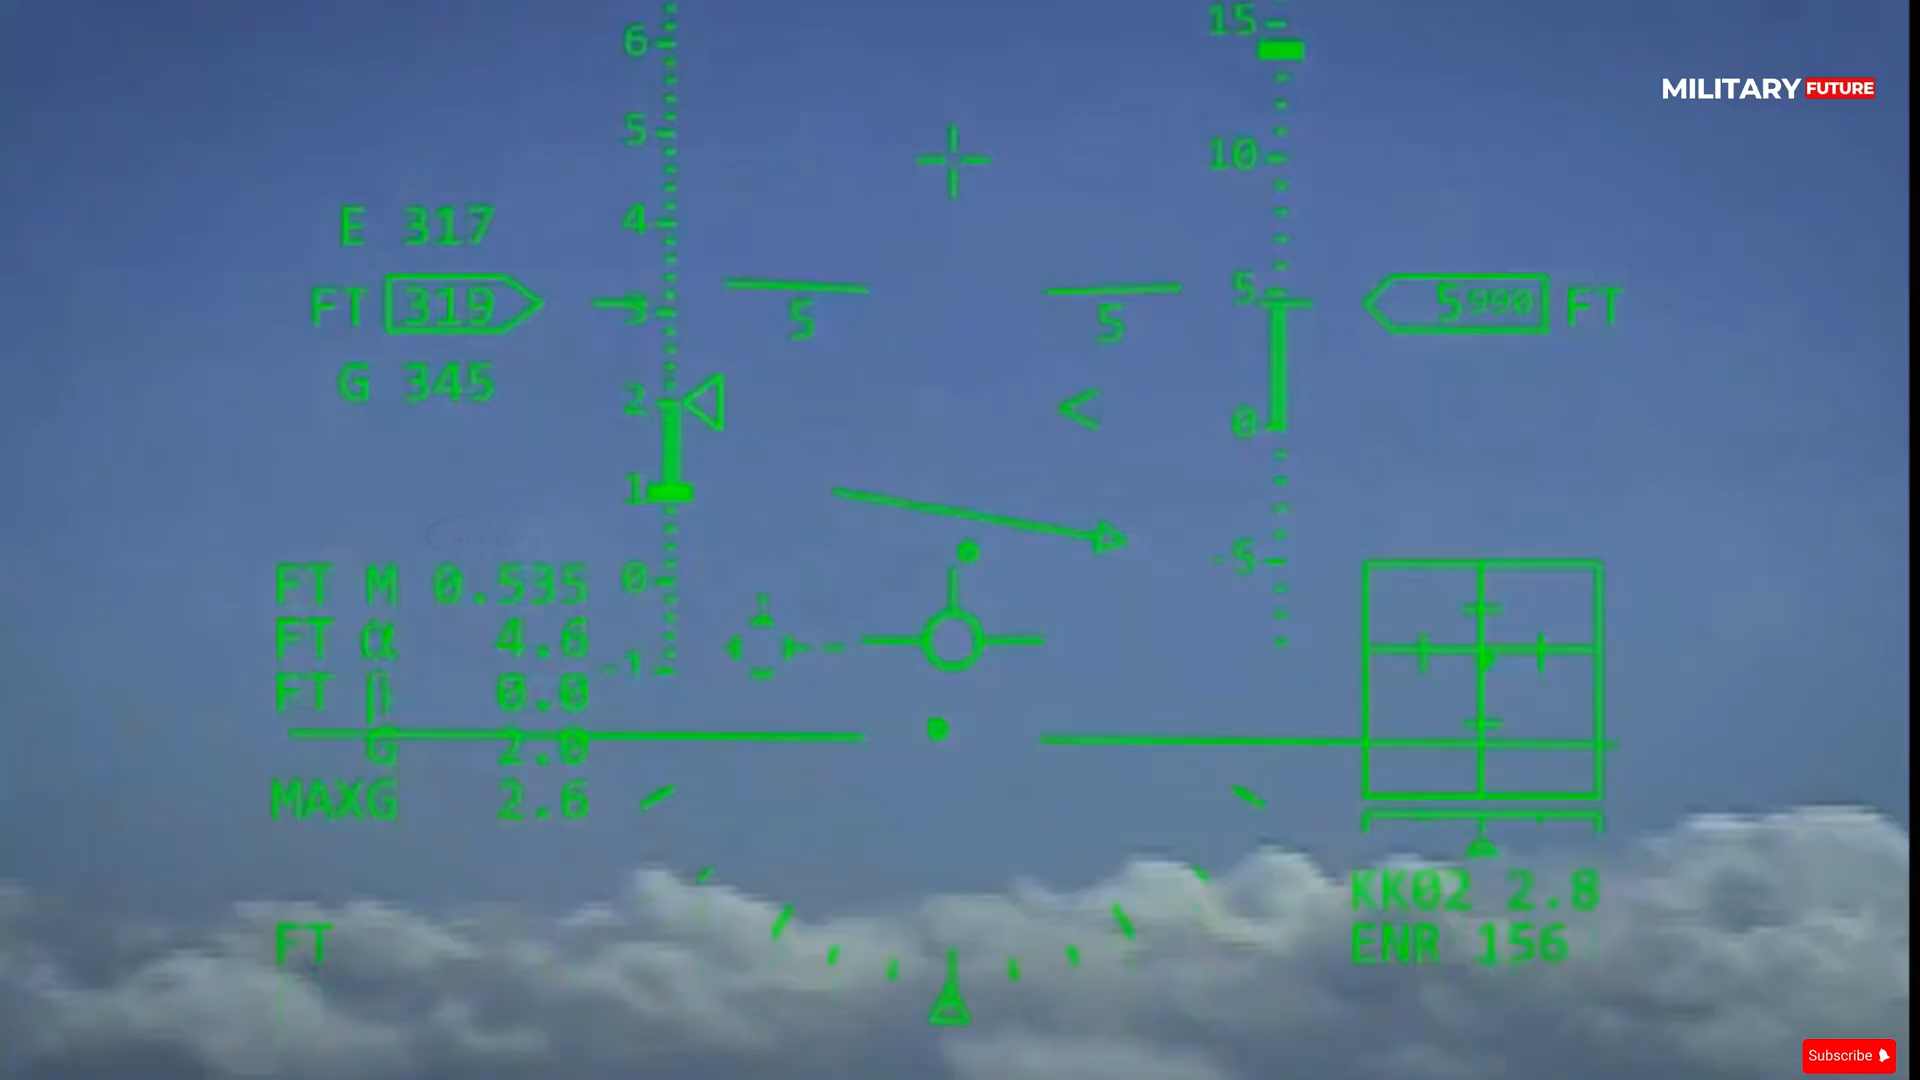 MILITARY FUTURE
6
5
4
3
2
1
0
-1
15
10
5
0
-5
E 317
FT 319
G 345
5
5
5990 FT
FT M 0.535
FT α 4.6
FT β 0.0
G 2.0
MAXG 2.6
FT
KK02 2.8
ENR 156
Subscribe